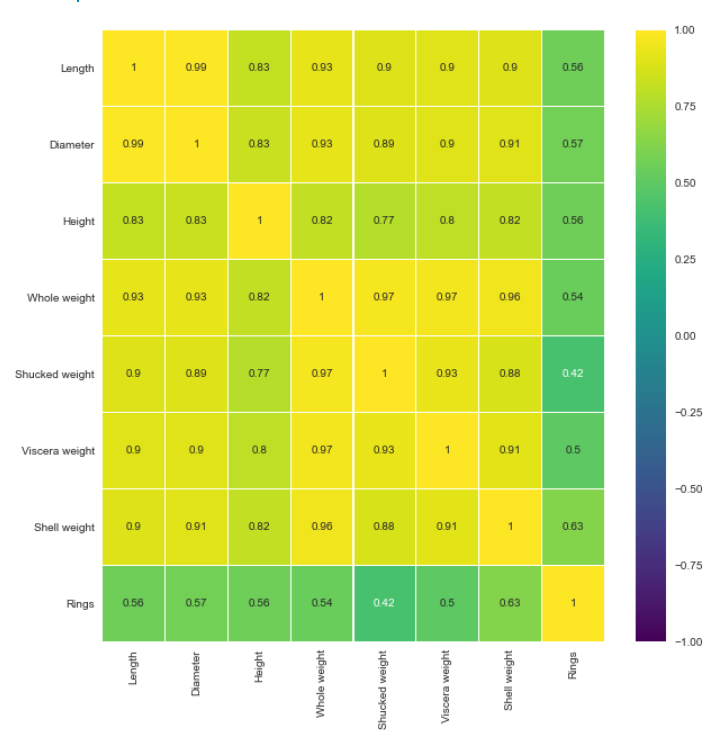 1.00
Length 1 0.99 0.83 0.93 0.9 0.9 0.9 0.56
0.75
Diameter 0.99 1 0.83 0.93 0.89 0.9 0.91 0.57
0.50
Height 0.83 0.83 1 0.82 0.77 0.8 0.82 0.56
0.25
Whole weight 0.93 0.93 0.82 1 0.97 0.97 0.96 0.54
0.00
Shucked weight 0.9 0.89 0.77 0.97 1 0.93 0.88 0.42
−0.25
Viscera weight 0.9 0.9 0.8 0.97 0.93 1 0.91 0.5
−0.50
Shell weight 0.9 0.91 0.82 0.96 0.88 0.91 1 0.63
−0.75
Rings 0.56 0.57 0.56 0.54 0.42 0.5 0.63 1
−1.00
Length
Diameter
Height
Whole weight
Shucked weight
Viscera weight
Shell weight
Rings